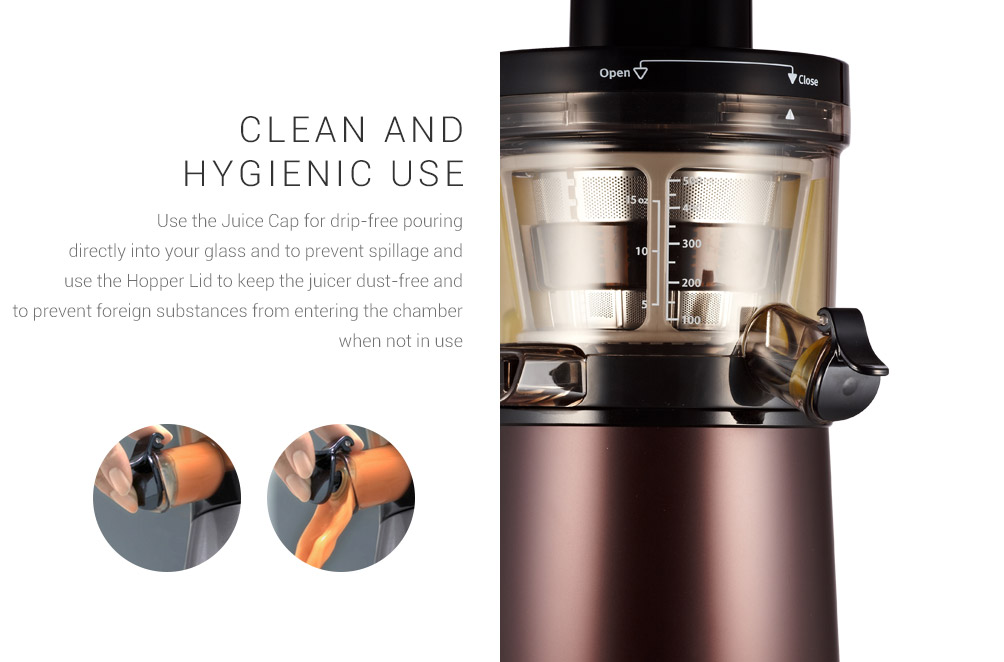 CLEAN AND
HYGIENIC USE
Use the Juice Cap for drip-free pouring
directly into your glass and to prevent spillage and
use the Hopper Lid to keep the juicer dust-free and
to prevent foreign substances from entering the chamber
when not in use
Open Close
15 oz
4
10 300
200
5
100